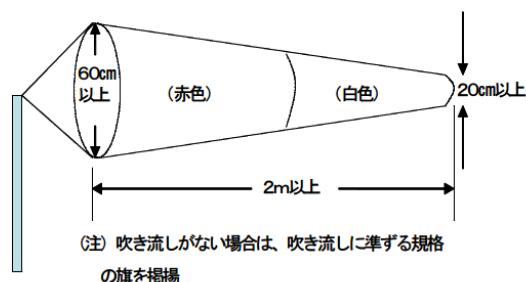 60cm
以上
(赤色)
(白色)
20cm以上
2m以上
(注) 吹き流しがない場合は、吹き流しに準ずる規格
の旗を掲揚